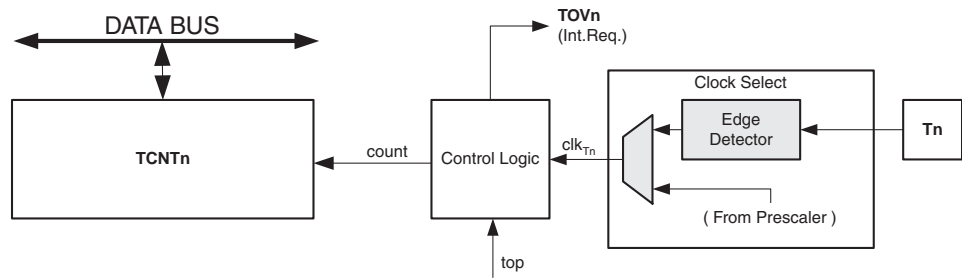 DATA BUS
TOVn
(Int.Req.)
Clock Select
TCNTn
count
Control Logic
clkTn
Edge
Detector
Tn
( From Prescaler )
top